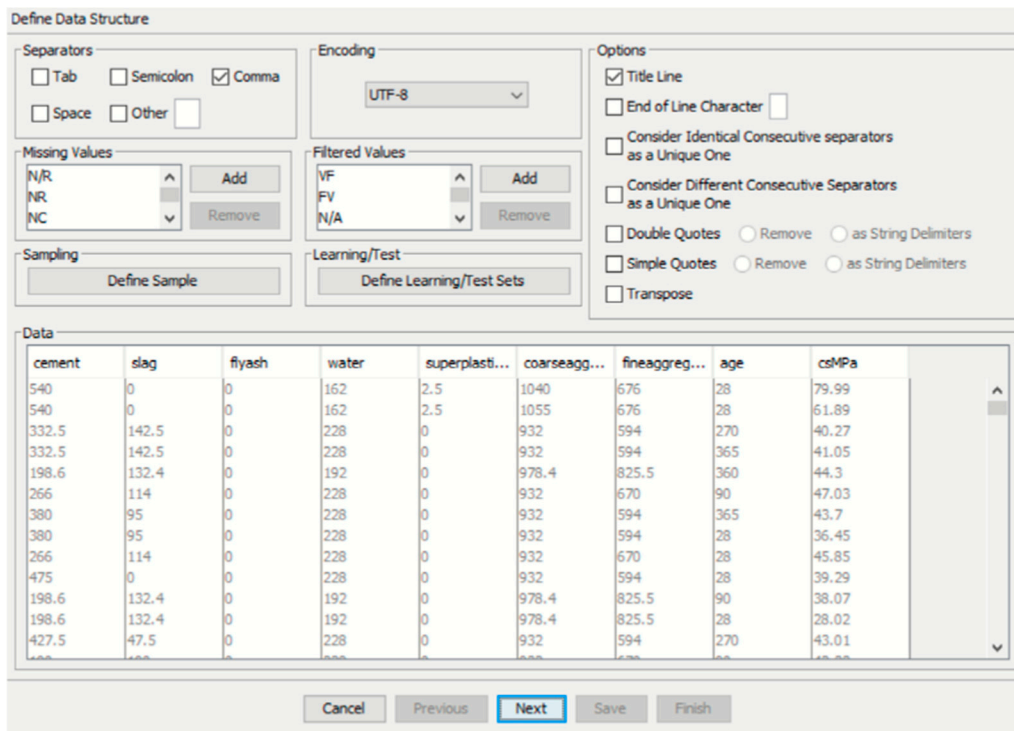 Define Data Structure
Separators
Tab Semicolon Comma
Space Other
Encoding
UTF-8
Options
Title Line
End of Line Character
Consider Identical Consecutive separators
as a Unique One
Consider Different Consecutive Separators
as a Unique One
Double Quotes Remove as String Delimiters
Simple Quotes Remove as String Delimiters
Transpose
Missing Values
N/R
NR
NC
Add
Remove
Filtered Values
VF
FV
N/A
Add
Remove
Sampling
Define Sample
Learning/Test
Define Learning/Test Sets
Data
cement slag flyash water superplasti... coarseagg... fineaggreg... age csMPa
540 0 0 162 2.5 1040 676 28 79.99
540 0 0 162 2.5 1055 676 28 61.89
332.5 142.5 0 228 0 932 594 270 40.27
332.5 142.5 0 228 0 932 594 365 41.05
198.6 132.4 0 192 0 978.4 825.5 360 44.3
266 114 0 228 0 932 670 90 47.03
380 95 0 228 0 932 594 365 43.7
380 95 0 228 0 932 594 28 36.45
266 114 0 228 0 932 670 28 45.85
475 0 0 228 0 932 594 28 39.29
198.6 132.4 0 192 0 978.4 825.5 90 38.07
198.6 132.4 0 192 0 978.4 825.5 28 28.02
427.5 47.5 0 228 0 932 594 270 43.01
Cancel Previous Next Save Finish